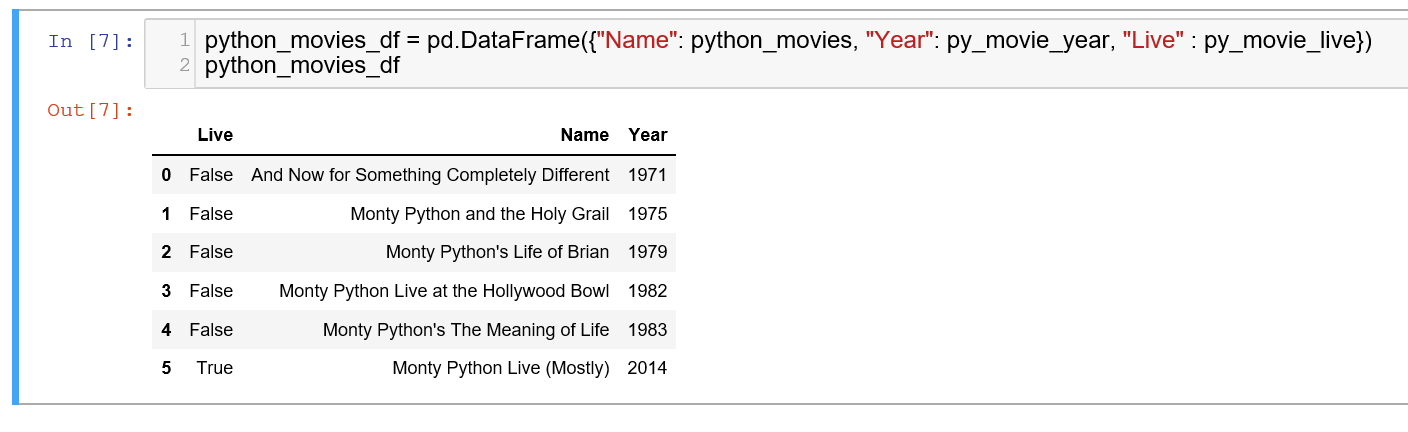 In [7]:
1 python_movies_df = pd.DataFrame({"Name": python_movies, "Year": py_movie_year, "Live" : py_movie_live})
2 python_movies_df
Out[7]:
Live Name Year
0 False And Now for Something Completely Different 1971
1 False Monty Python and the Holy Grail 1975
2 False Monty Python's Life of Brian 1979
3 False Monty Python Live at the Hollywood Bowl 1982
4 False Monty Python's The Meaning of Life 1983
5 True Monty Python Live (Mostly) 2014